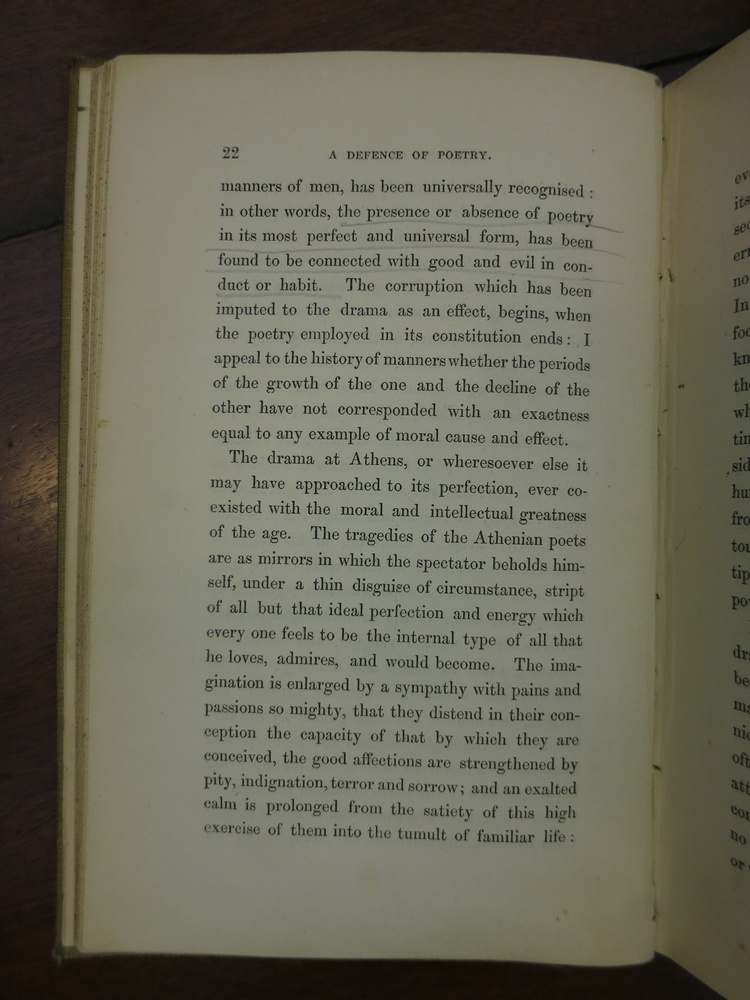 22 A DEFENCE OF POETRY.
manners of men, has been universally recognised :
in other words, the presence or absence of poetry
in its most perfect and universal form, has been
found to be connected with good and evil in con-
duct or habit. The corruption which has been
imputed to the drama as an effect, begins, when
the poetry employed in its constitution ends : I
appeal to the history of manners whether the periods
of the growth of the one and the decline of the
other have not corresponded with an exactness
equal to any example of moral cause and effect.
The drama at Athens, or wheresoever else it
may have approached to its perfection, ever co-
existed with the moral and intellectual greatness
of the age. The tragedies of the Athenian poets
are as mirrors in which the spectator beholds him-
self, under a thin disguise of circumstance, stript
of all but that ideal perfection and energy which
every one feels to be the internal type of all that
he loves, admires, and would become. The ima-
gination is enlarged by a sympathy with pains and
passions so mighty, that they distend in their con-
ception the capacity of that by which they are
conceived, the good affections are strengthened by
pity, indignation, terror and sorrow; and an exalted
calm is prolonged from the satiety of this high
exercise of them into the tumult of familiar life :